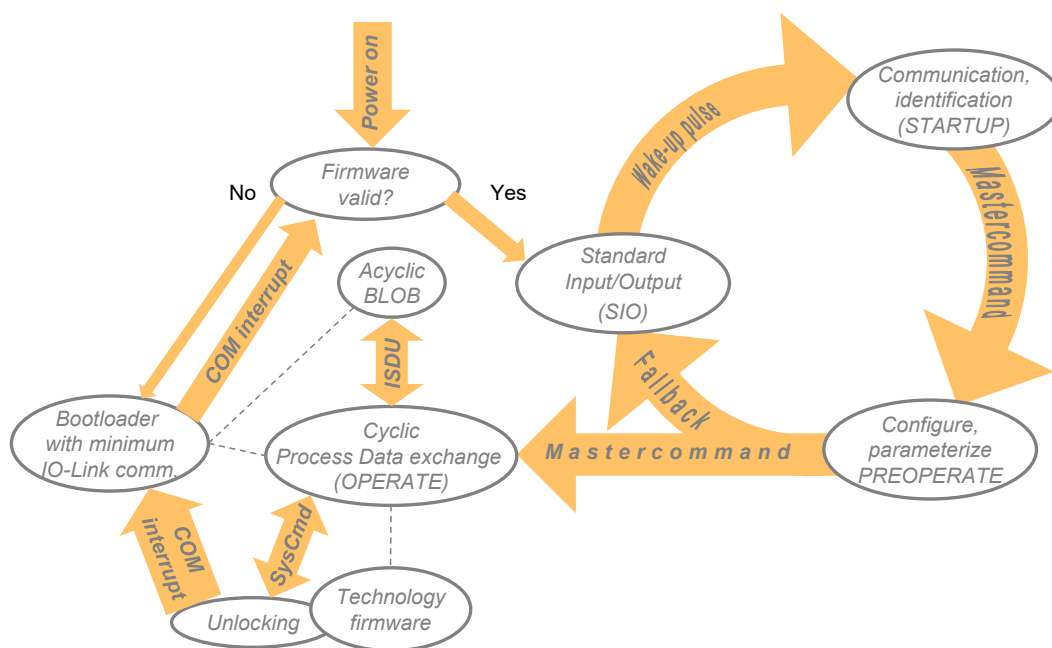 Power on
Firmware
valid?
No
Yes
Wake-up pulse
Communication,
identification
(STARTUP)
Mastercommand
Standard
Input/Output
(SIO)
Acyclic
BLOB
COM interrupt
ISDU
Fallback
Bootloader
with minimum
IO-Link comm.
Cyclic
Process Data exchange
(OPERATE)
Mastercommand
Configure,
parameterize
PREOPERATE
COM
interrupt
SysCmd
Unlocking
Technology
firmware